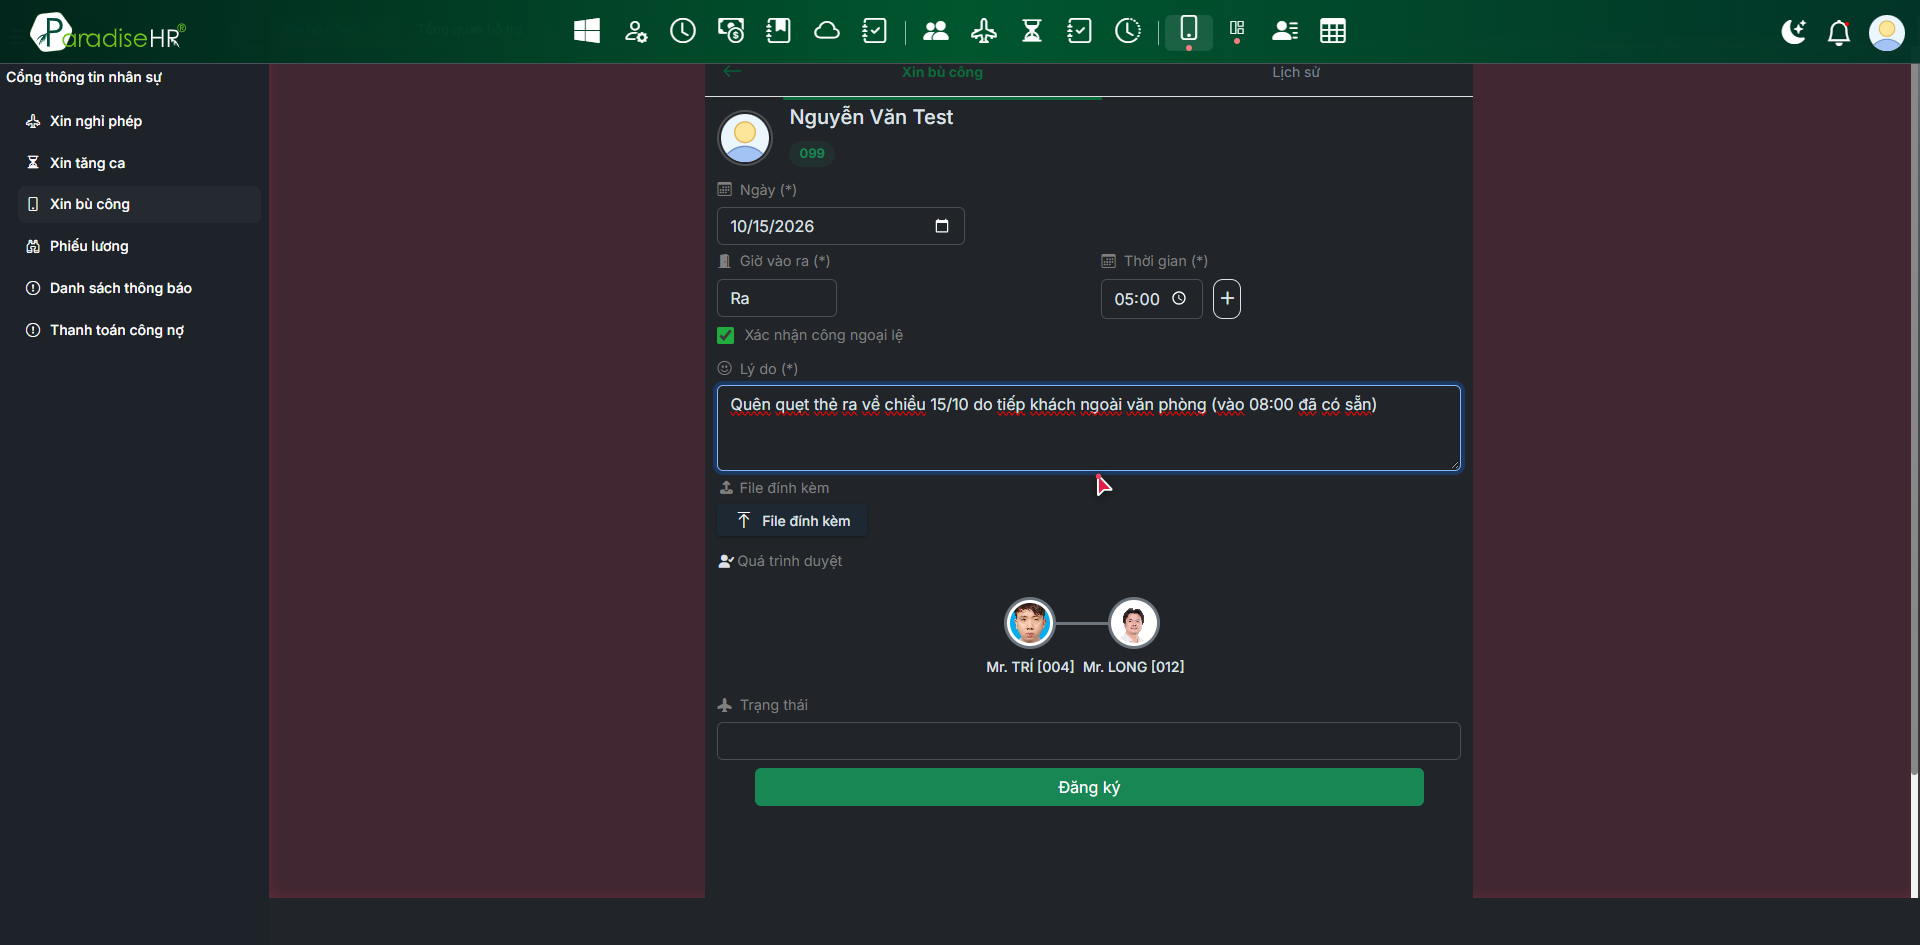 ParadiseHR®
Cổng thông tin nhân sự
Xin nghỉ phép
Xin tăng ca
Xin bù công
Phiếu lương
Danh sách thông báo
Thanh toán công nợ
Xin bù công
Lịch sử
Nguyễn Văn Test
099
Ngày (*)
10/15/2026
Giờ vào ra (*)
Thời gian (*)
Ra
05:00
+
Xác nhận công ngoại lệ
Lý do (*)
Quên quẹt thẻ ra về chiều 15/10 do tiếp khách ngoài văn phòng (vào 08:00 đã có sẵn)
File đính kèm
File đính kèm
Quá trình duyệt
Mr. TRÍ [004]
Mr. LONG [012]
Trạng thái
Đăng ký